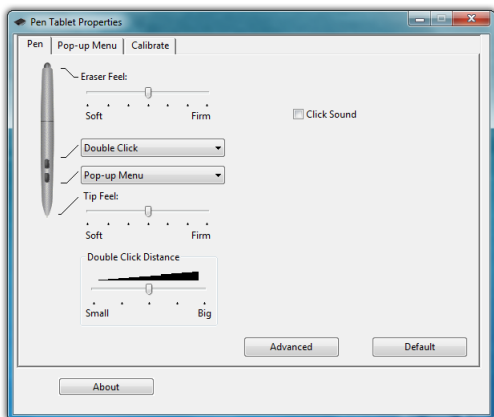 Pen Tablet Properties
Pen Pop-up Menu Calibrate
Eraser Feel:
Soft Firm
Click Sound
Double Click
Pop-up Menu
Tip Feel:
Soft Firm
Double Click Distance
Small Big
Advanced Default
About